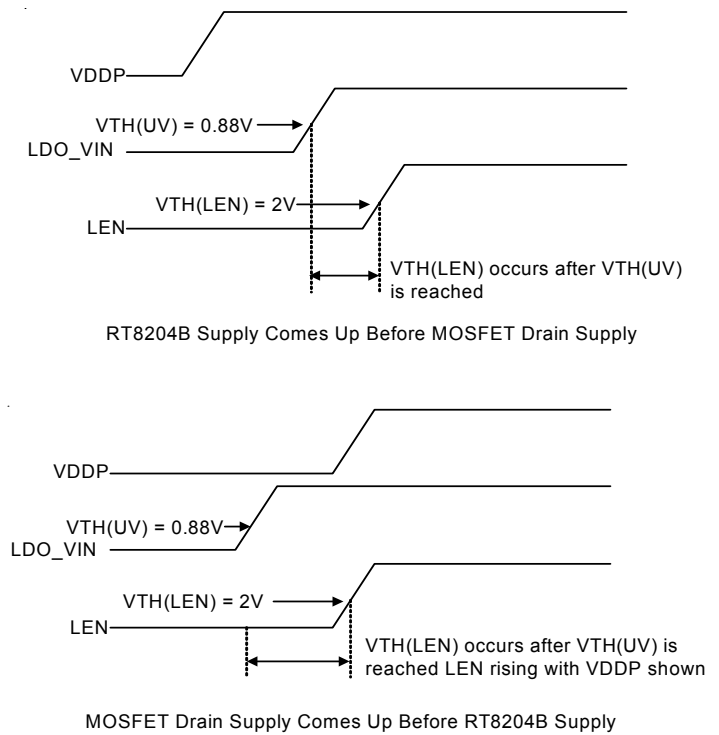 VDDP
VTH(UV) = 0.88V
LDO_VIN
VTH(LEN) = 2V
LEN
VTH(LEN) occurs after VTH(UV)
is reached
RT8204B Supply Comes Up Before MOSFET Drain Supply
VDDP
VTH(UV) = 0.88V
LDO_VIN
VTH(LEN) = 2V
LEN
VTH(LEN) occurs after VTH(UV) is
reached LEN rising with VDDP shown
MOSFET Drain Supply Comes Up Before RT8204B Supply